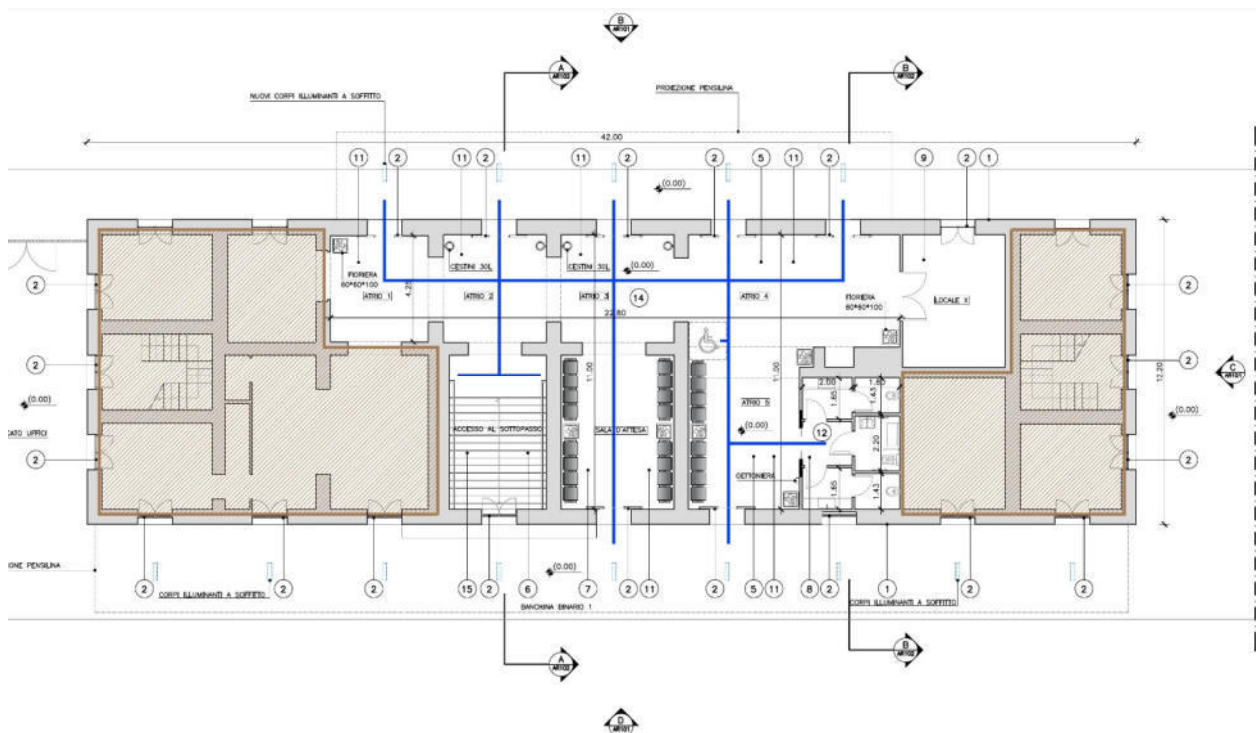 B
AR101
A
AR102
B
AR102
NUOVI CORPI ILLUMINANTI A SOFFITTO
PROIEZIONE PENSILINA
42.00
11 2 11 2 11 2 2 5 11 2 9 2 1
(0.00)
(0.00)
CESTINI 30L
CESTINI 30L
FIORIERA
60*60*100
4.25
ATRIO 1
ATRIO 2
ATRIO 3
14
ATRIO 4
FIORIERA
60*60*100
LOCALE X
22.80
2
2
2
2
2
2
(0.00)
(0.00)
C
AR101
12.20
11.00
11.00
2.00
1.60
1.65
1.43
ATRIO 5
(0.00)
ACCESSO AL SOTTOPASSO
SALA D'ATTESA
12
2.20
GETTONIERA
1.65
1.43
UFFICI
PENSILINA
(0.00)
2 2 2 15 2 6 7 2 11 2 5 11 8 2 1 2 2
CORPI ILLUMINANTI A SOFFITTO
CORPI ILLUMINANTI A SOFFITTO
BANCHINA BINARIO 1
A
AR102
B
AR102
D
AR101